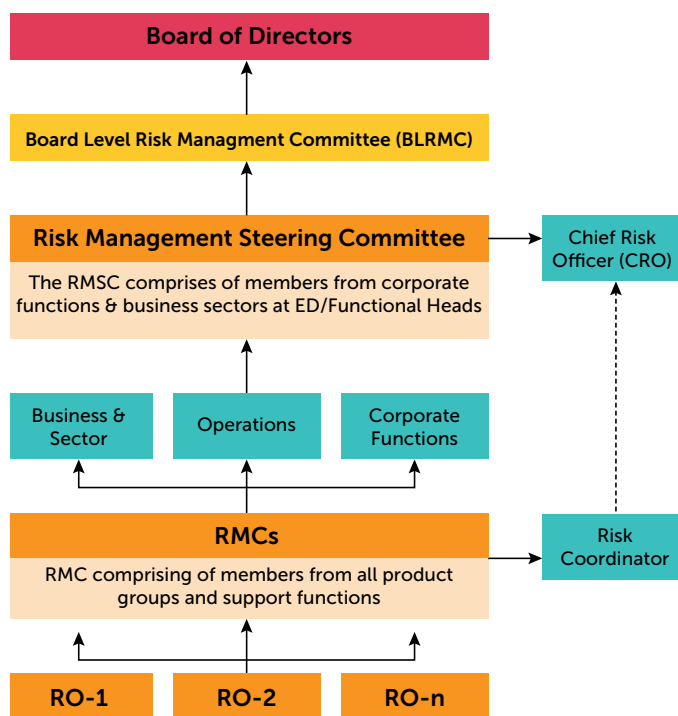 Board of Directors
Board Level Risk Managment Committee (BLRMC)
Risk Management Steering Committee
The RMSC comprises of members from corporate
functions & business sectors at ED/Functional Heads
Chief Risk
Officer (CRO)
Business &
Sector
Operations
Corporate
Functions
RMCs
RMC comprising of members from all product
groups and support functions
Risk
Coordinator
RO-1
RO-2
RO-n